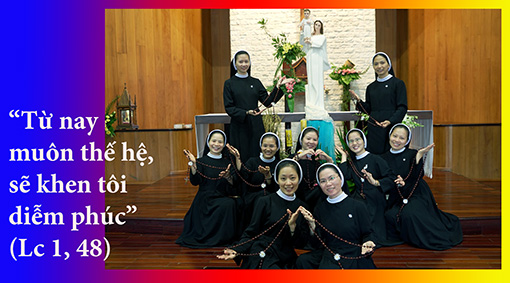 “Từ nay
muôn thế hệ,
sẽ khen tôi
diễm phúc”
(Lc 1, 48)